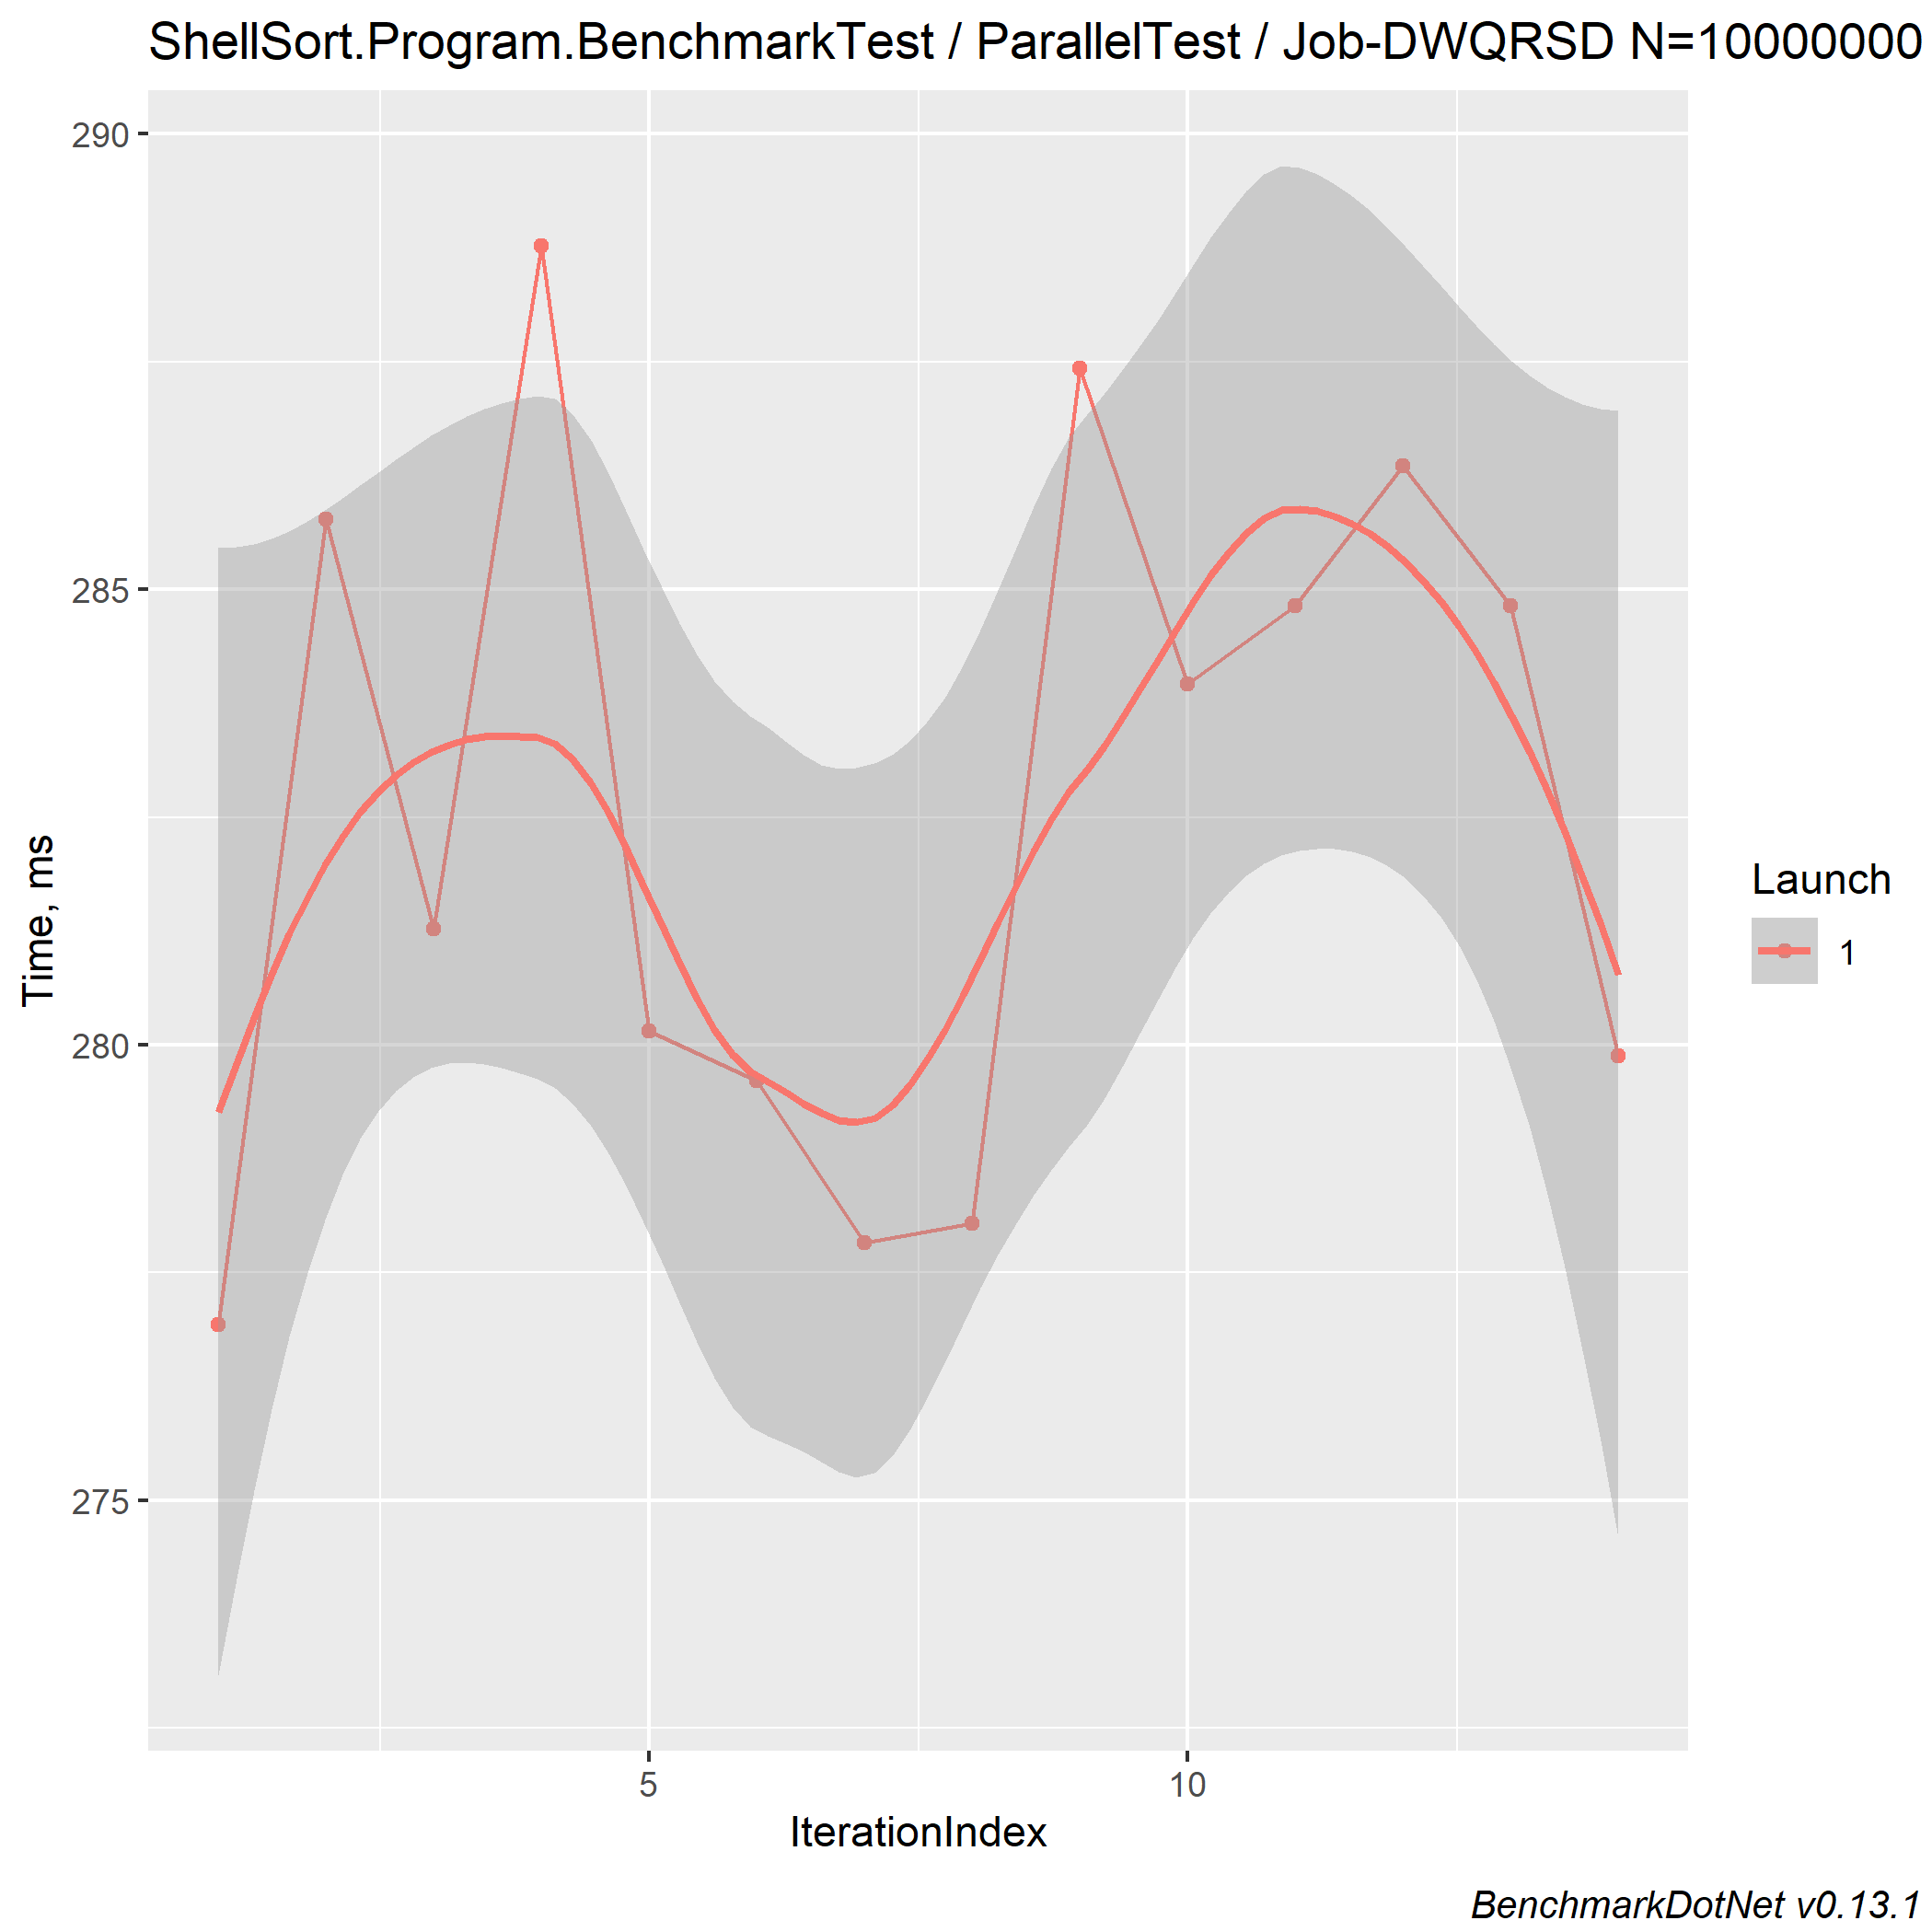 ShellSort.Program.BenchmarkTest / ParallelTest / Job-DWQRSD N=10000000
290
285
280
275
Time, ms
5
10
IterationIndex
Launch
1
BenchmarkDotNet v0.13.1